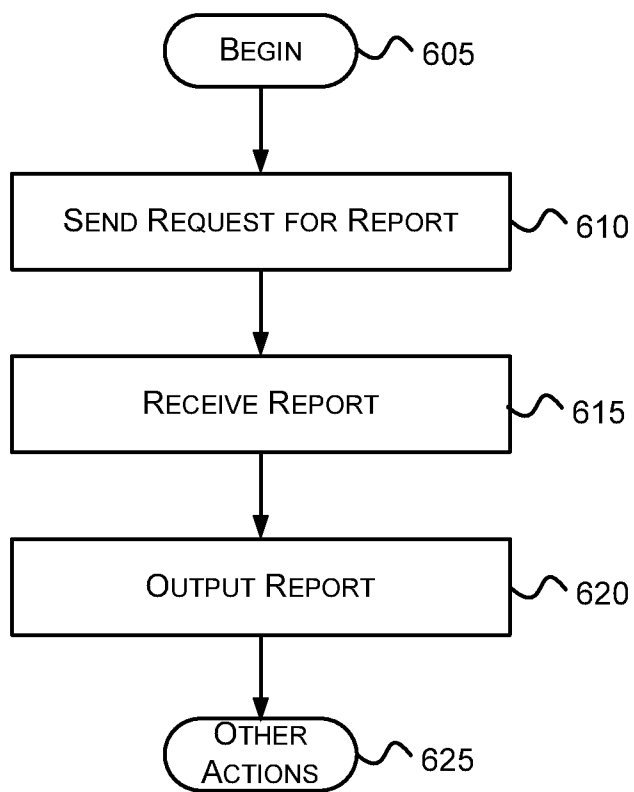 BEGIN
605
SEND REQUEST FOR REPORT
610
RECEIVE REPORT
615
OUTPUT REPORT
620
OTHER
ACTIONS
625